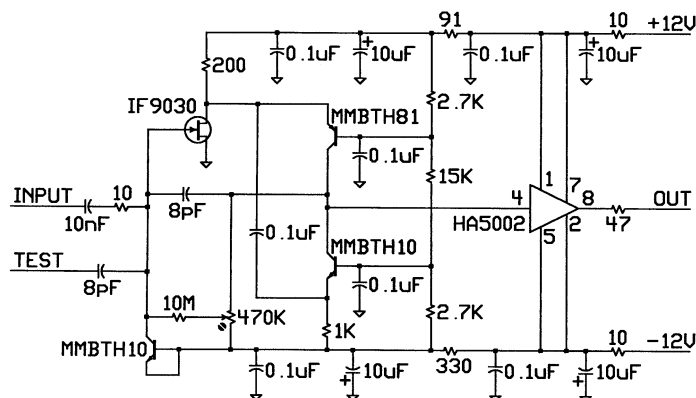 91 10 +12V
0.1uF 10uF 0.1uF 10uF
200
2.7K
IF9030 MMBTH81
0.1uF
15K
1 7
INPUT 10 4 8 OUT
10nF 8pF HA5002 2 47
0.1uF 5
MMBTH10
TEST
0.1uF
8pF
10M 470K 2.7K
1K
MMBTH10 10 -12V
330
0.1uF 10uF 0.1uF 10uF